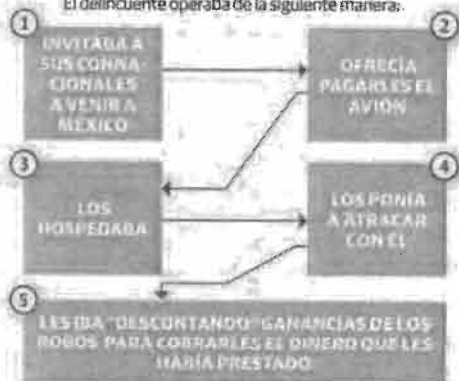 El delincuente operaba de la siguiente manera:
1
INVITABA A
SUS CONNA-
CIONALES
A VENIR A
MÉXICO
2
OFRECÍA
PAGARLES EL
AVIÓN
3
LOS
HOSPEDABA
4
LOS PONÍA
A ATRACAR
CON ÉL
5
LES IBA "DESCONTANDO" GANANCIAS DE LOS
ROBOS PARA COBRARLES EL DINERO QUE LES
HABÍA PRESTADO